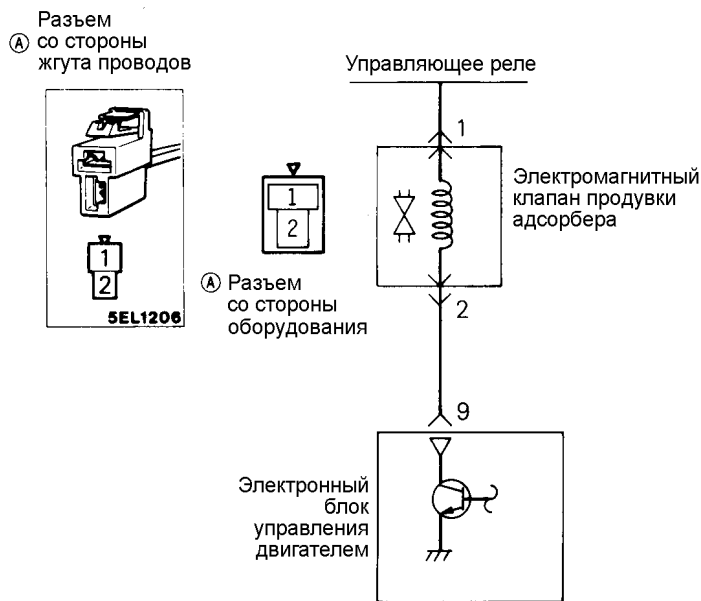 Разъем
Ⓐ со стороны
жгута проводов
1
2
5EL1206
1
2
Ⓐ Разъем
со стороны
оборудования
Управляющее реле
1
Электромагнитный
клапан продувки
адсорбера
2
9
Электронный
блок
управления
двигателем